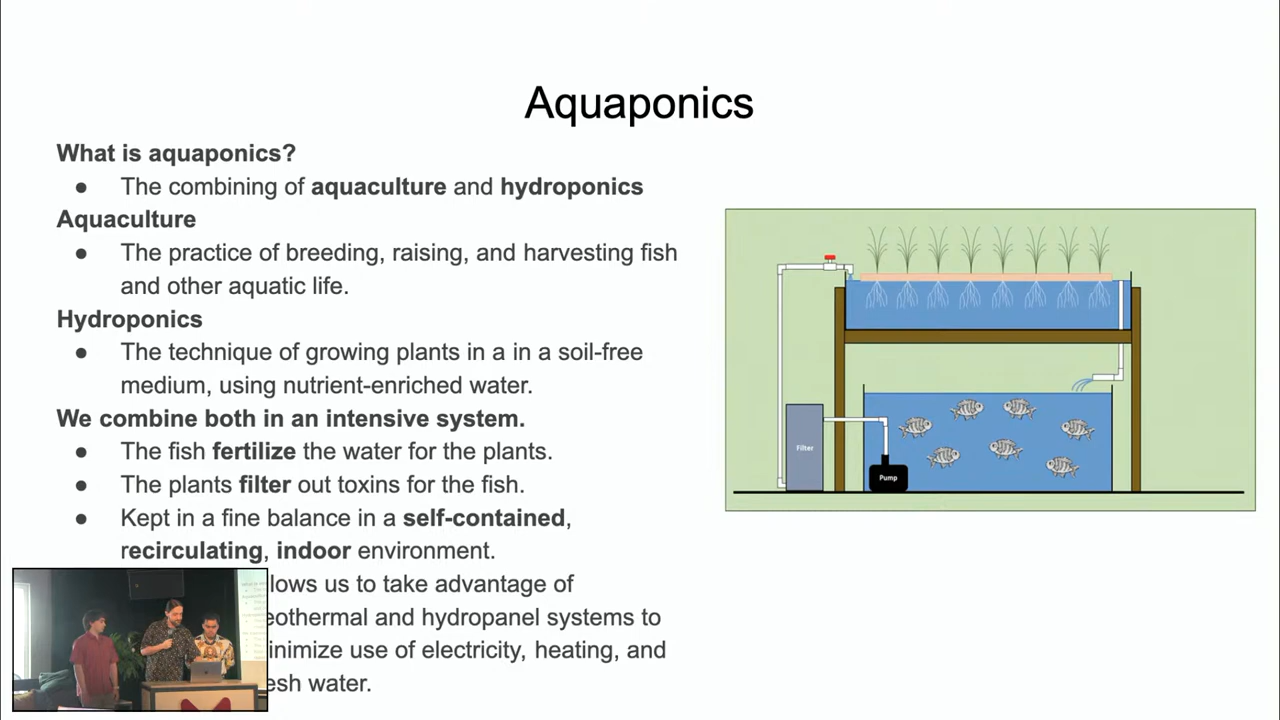 Aquaponics
What is aquaponics?
● The combining of aquaculture and hydroponics
Aquaculture
● The practice of breeding, raising, and harvesting fish
and other aquatic life.
Hydroponics
● The technique of growing plants in a in a soil-free
medium, using nutrient-enriched water.
We combine both in an intensive system.
● The fish fertilize the water for the plants.
● The plants filter out toxins for the fish.
● Kept in a fine balance in a self-contained,
recirculating, indoor environment.
us to take advantage of
and hydropanel systems to
use of electricity, heating, and
water.
Filter
Pump